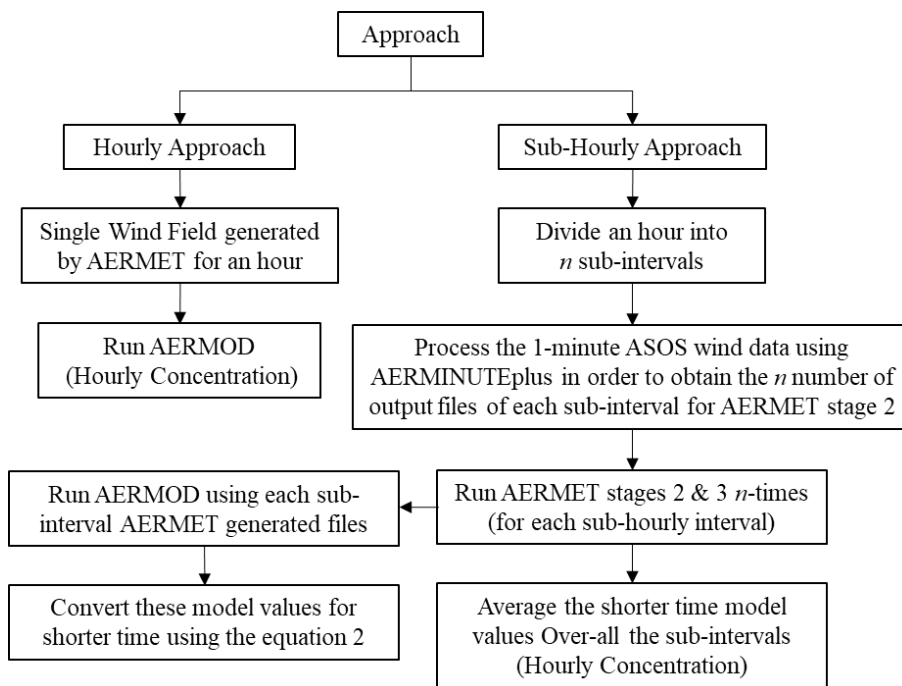 Approach
Hourly Approach
Sub-Hourly Approach
Single Wind Field generated
by AERMET for an hour
Divide an hour into
n sub-intervals
Run AERMOD
(Hourly Concentration)
Process the 1-minute ASOS wind data using
AERMINUTEplus in order to obtain the n number of
output files of each sub-interval for AERMET stage 2
Run AERMOD using each sub-
interval AERMET generated files
Run AERMET stages 2 & 3 n-times
(for each sub-hourly interval)
Convert these model values for
shorter time using the equation 2
Average the shorter time model
values Over-all the sub-intervals
(Hourly Concentration)